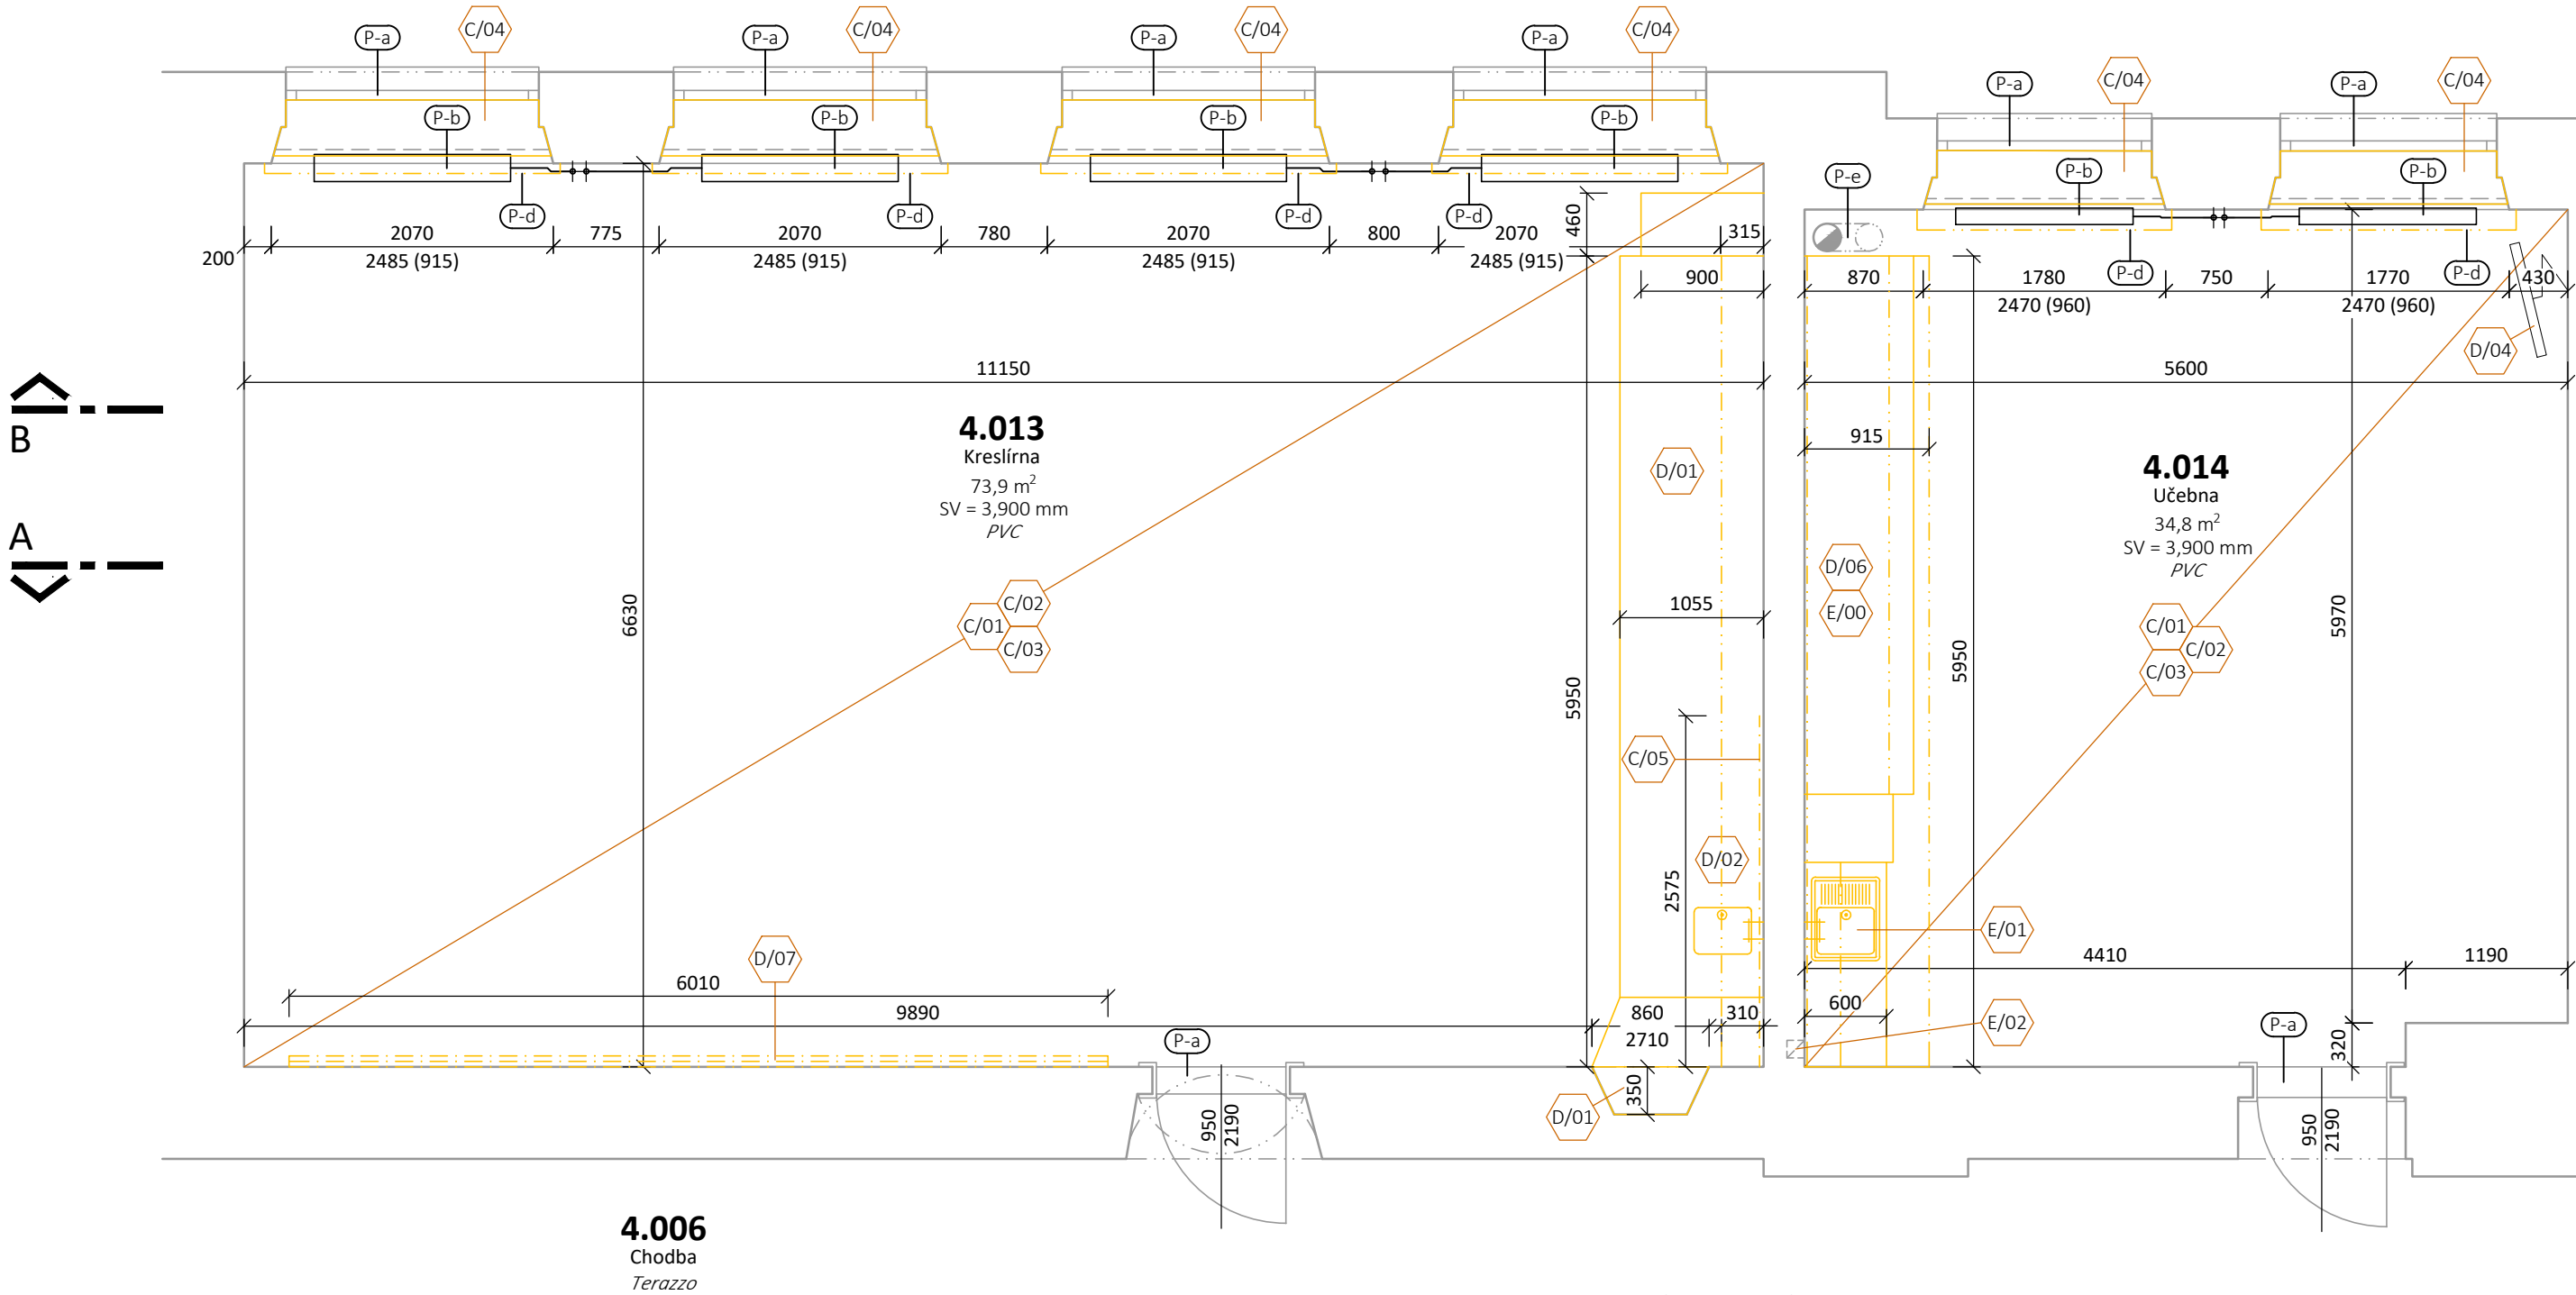 P-a
C/04
P-a
C/04
P-a
C/04
P-a
C/04
P-a
C/04
P-a
C/04
P-b
P-b
P-b
P-b
P-b
P-b
P-e
P-d
P-d
P-d
P-d
P-d
P-d
200
2070
2485 (915)
775
2070
2485 (915)
780
2070
2485 (915)
800
2070
2485 (915)
315
460
900
870
1780
2470 (960)
750
1770
2470 (960)
430
D/04
11150
5600
B
A
4.013
Kreslírna
73,9 m²
SV = 3,900 mm
PVC
915
4.014
Učebna
34,8 m²
SV = 3,900 mm
PVC
D/01
D/06
E/00
C/02
C/01
C/03
6630
1055
5950
5950
5970
C/01
C/02
C/03
C/05
D/02
2575
E/01
D/07
6010
9890
860
2710
310
4410
1190
600
E/02
P-a
P-a
320
350
D/01
950
2190
950
2190
4.006
Chodba
Terazzo